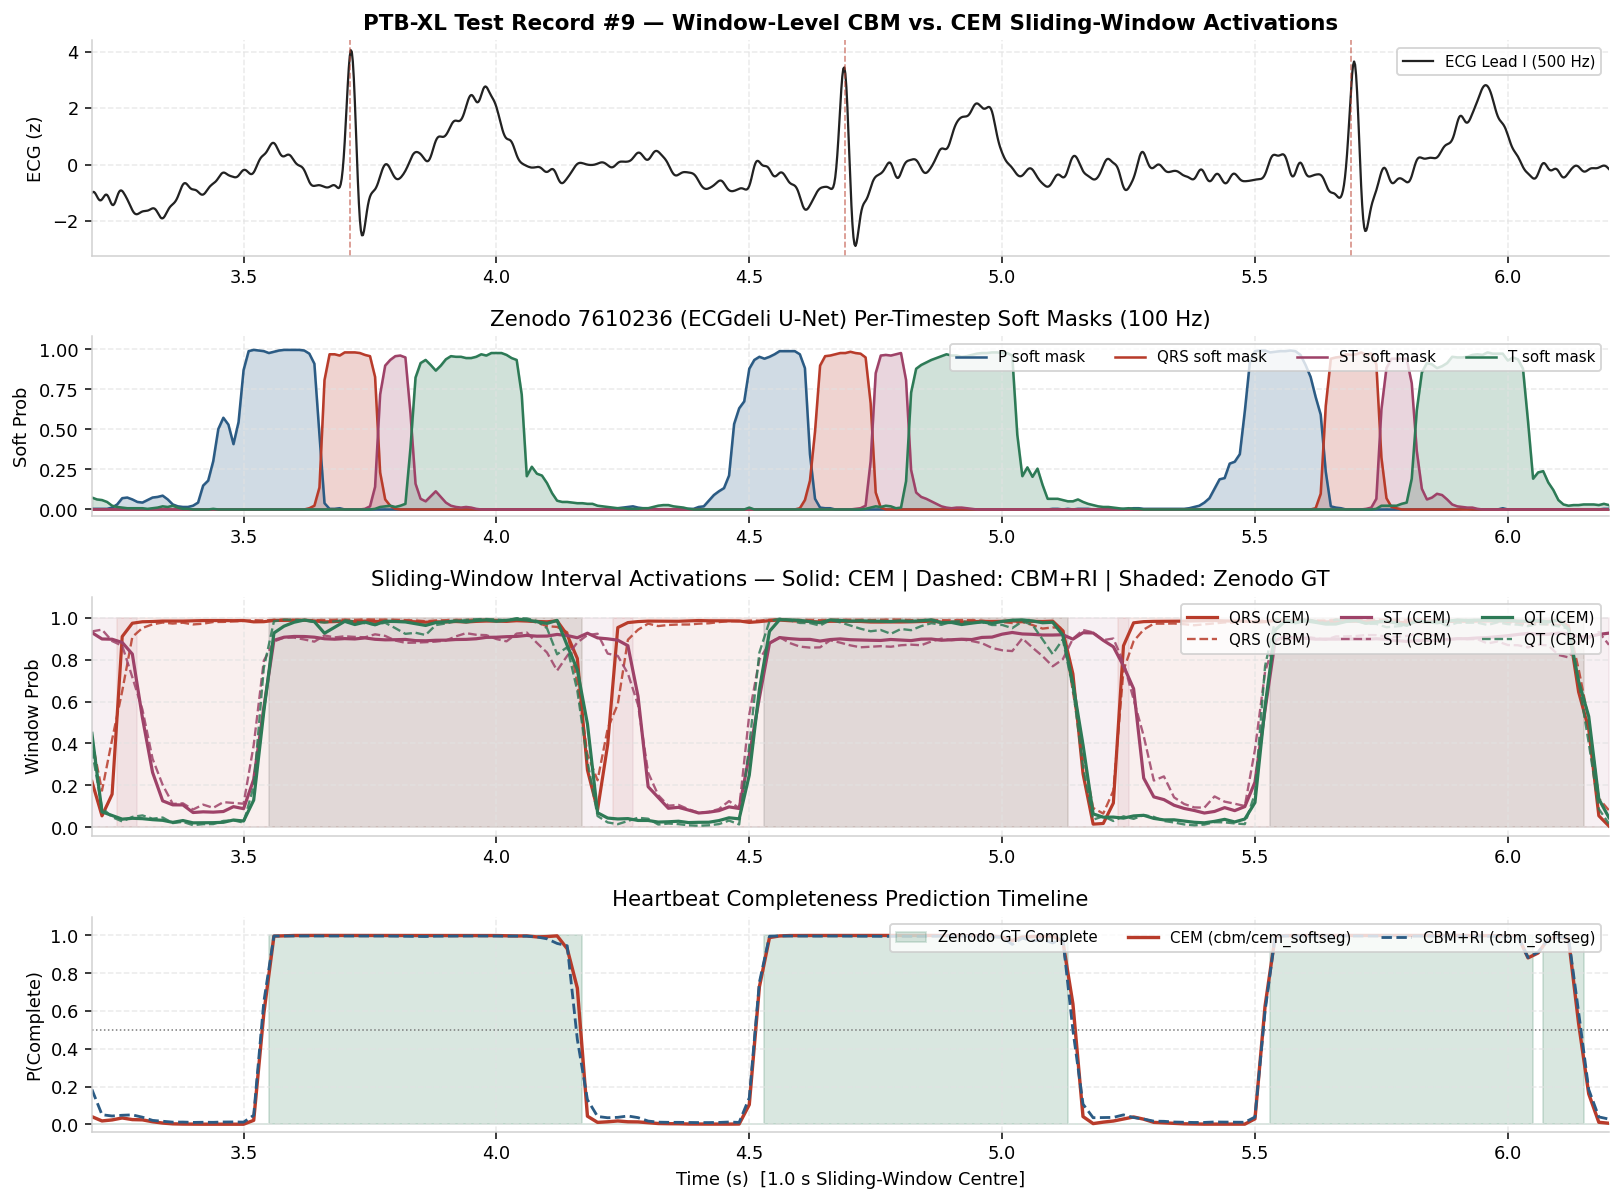 PTB-XL Test Record #9 — Window-Level CBM vs. CEM Sliding-Window Activations
ECG (z)
4
2
0
−2
ECG Lead I (500 Hz)
3.5 4.0 4.5 5.0 5.5 6.0
Zenodo 7610236 (ECGdeli U-Net) Per-Timestep Soft Masks (100 Hz)
Soft Prob
1.00
0.75
0.50
0.25
0.00
P soft mask QRS soft mask ST soft mask T soft mask
3.5 4.0 4.5 5.0 5.5 6.0
Sliding-Window Interval Activations — Solid: CEM | Dashed: CBM+RI | Shaded: Zenodo GT
Window Prob
1.0
0.8
0.6
0.4
0.2
0.0
QRS (CEM) ST (CEM) QT (CEM)
QRS (CBM) ST (CBM) QT (CBM)
3.5 4.0 4.5 5.0 5.5 6.0
Heartbeat Completeness Prediction Timeline
P(Complete)
1.0
0.8
0.6
0.4
0.2
0.0
Zenodo GT Complete CEM (cbm/cem_softseg) CBM+RI (cbm_softseg)
3.5 4.0 4.5 5.0 5.5 6.0
Time (s) [1.0 s Sliding-Window Centre]